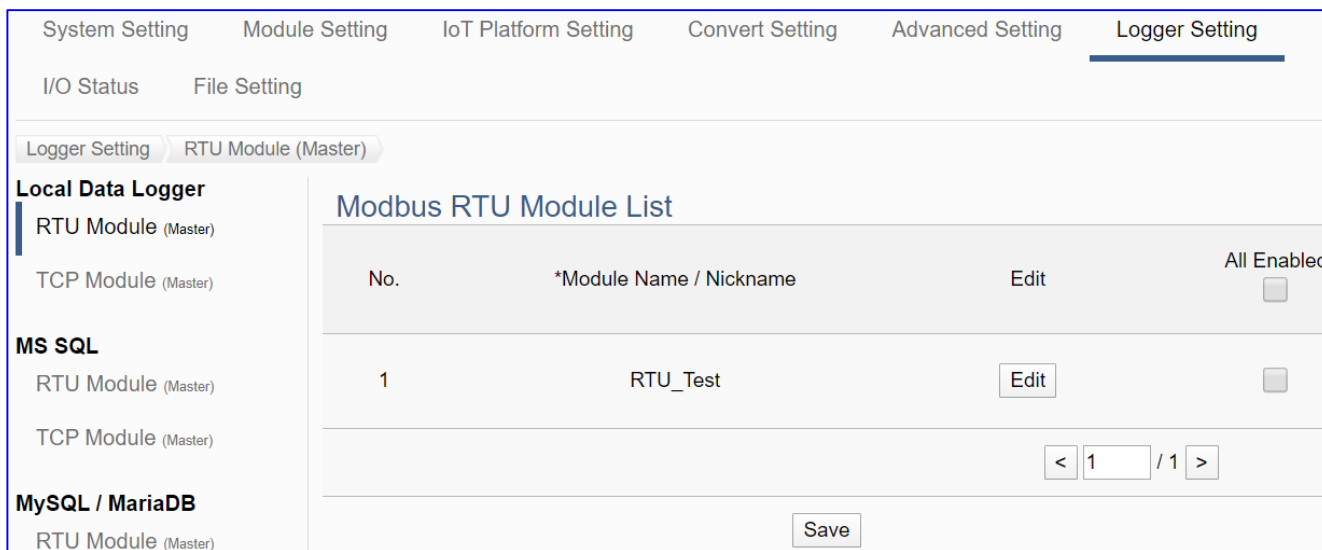 System Setting Module Setting IoT Platform Setting Convert Setting Advanced Setting Logger Setting
I/O Status File Setting
Logger Setting RTU Module (Master)
Local Data Logger
RTU Module (Master)
TCP Module (Master)
MS SQL
RTU Module (Master)
TCP Module (Master)
MySQL / MariaDB
RTU Module (Master)
Modbus RTU Module List
No. *Module Name / Nickname Edit All Enabled
1 RTU_Test Edit
< 1 / 1 >
Save